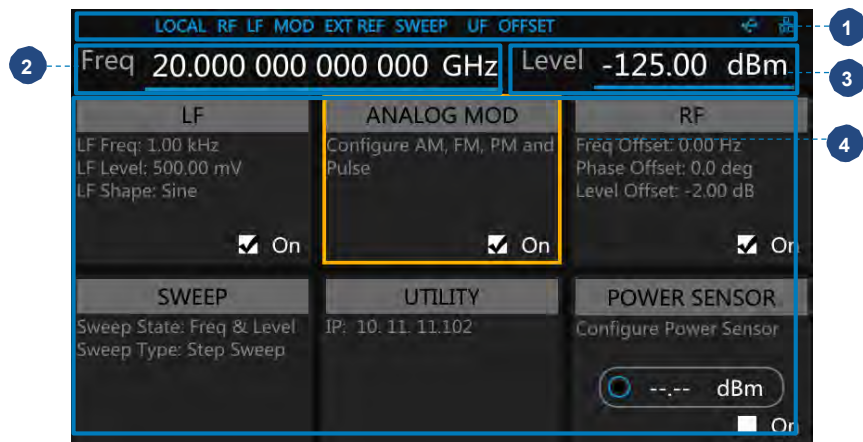 LOCAL RF LF MOD EXT REF SWEEP UF OFFSET
1
2
Freq 20.000 000 000 000 GHz
Level -125.00 dBm
3
LF
LF Freq: 1.00 kHz
LF Level: 500.00 mV
LF Shape: Sine
On
ANALOG MOD
Configure AM, FM, PM and
Pulse
On
RF
Freq Offset: 0.00 Hz
Phase Offset: 0.0 deg
Level Offset: -2.00 dB
On
4
SWEEP
Sweep State: Freq & Level
Sweep Type: Step Sweep
UTILITY
IP: 10. 11. 11.102
POWER SENSOR
Configure Power Sensor
--.-- dBm
On